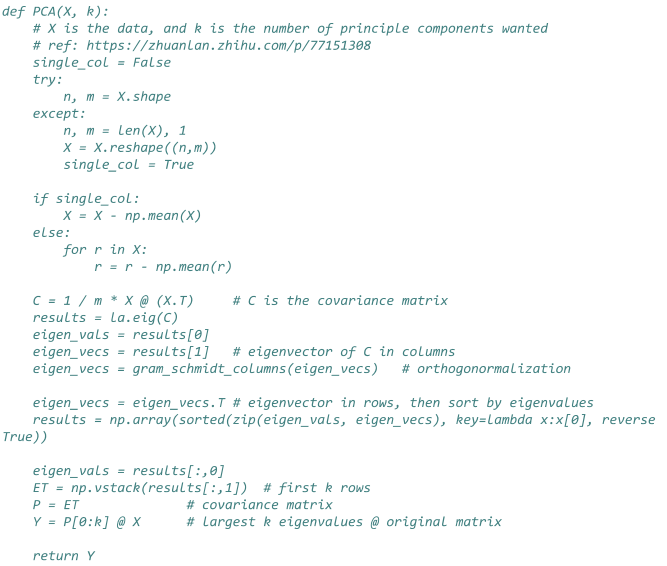 def PCA(X, k):
    # X is the data, and k is the number of principle components wanted
    # ref: https://zhuanlan.zhihu.com/p/77151308
    single_col = False
    try:
        n, m = X.shape
    except:
        n, m = len(X), 1
        X = X.reshape((n,m))
        single_col = True

    if single_col:
        X = X - np.mean(X)
    else:
        for r in X:
            r = r - np.mean(r)

    C = 1 / m * X @ (X.T)     # C is the covariance matrix
    results = la.eig(C)
    eigen_vals = results[0]
    eigen_vecs = results[1]   # eigenvector of C in columns
    eigen_vecs = gram_schmidt_columns(eigen_vecs)   # orthogonormalization

    eigen_vecs = eigen_vecs.T # eigenvector in rows, then sort by eigenvalues
    results = np.array(sorted(zip(eigen_vals, eigen_vecs), key=lambda x:x[0], reverse
True))

    eigen_vals = results[:,0]
    ET = np.vstack(results[:,1])  # first k rows
    P = ET              # covariance matrix
    Y = P[0:k] @ X      # largest k eigenvalues @ original matrix

    return Y